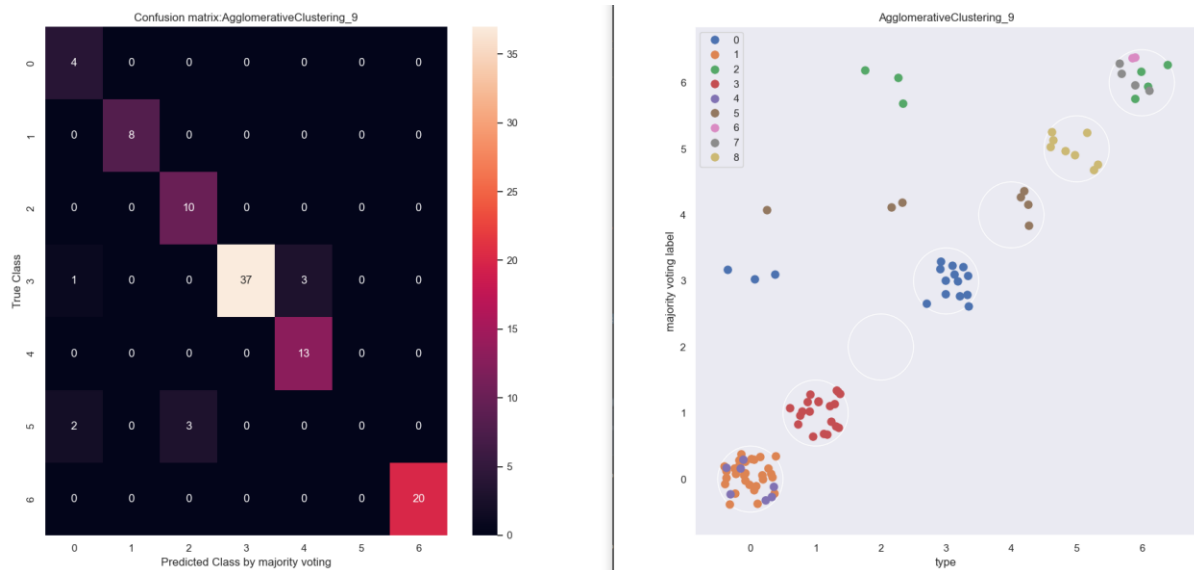 Confusion matrix:AgglomerativeClustering_9
0 4 0 0 0 0 0 0
1 0 8 0 0 0 0 0
2 0 0 10 0 0 0 0
3 1 0 0 37 3 0 0
4 0 0 0 0 13 0 0
5 2 0 3 0 0 0 0
6 0 0 0 0 0 0 20
0 1 2 3 4 5 6
True Class
Predicted Class by majority voting
35
30
25
20
15
10
5
0
AgglomerativeClustering_9
0
1
2
3
4
5
6
7
8
6
5
4
3
2
1
0
majority voting label
0 1 2 3 4 5 6
type